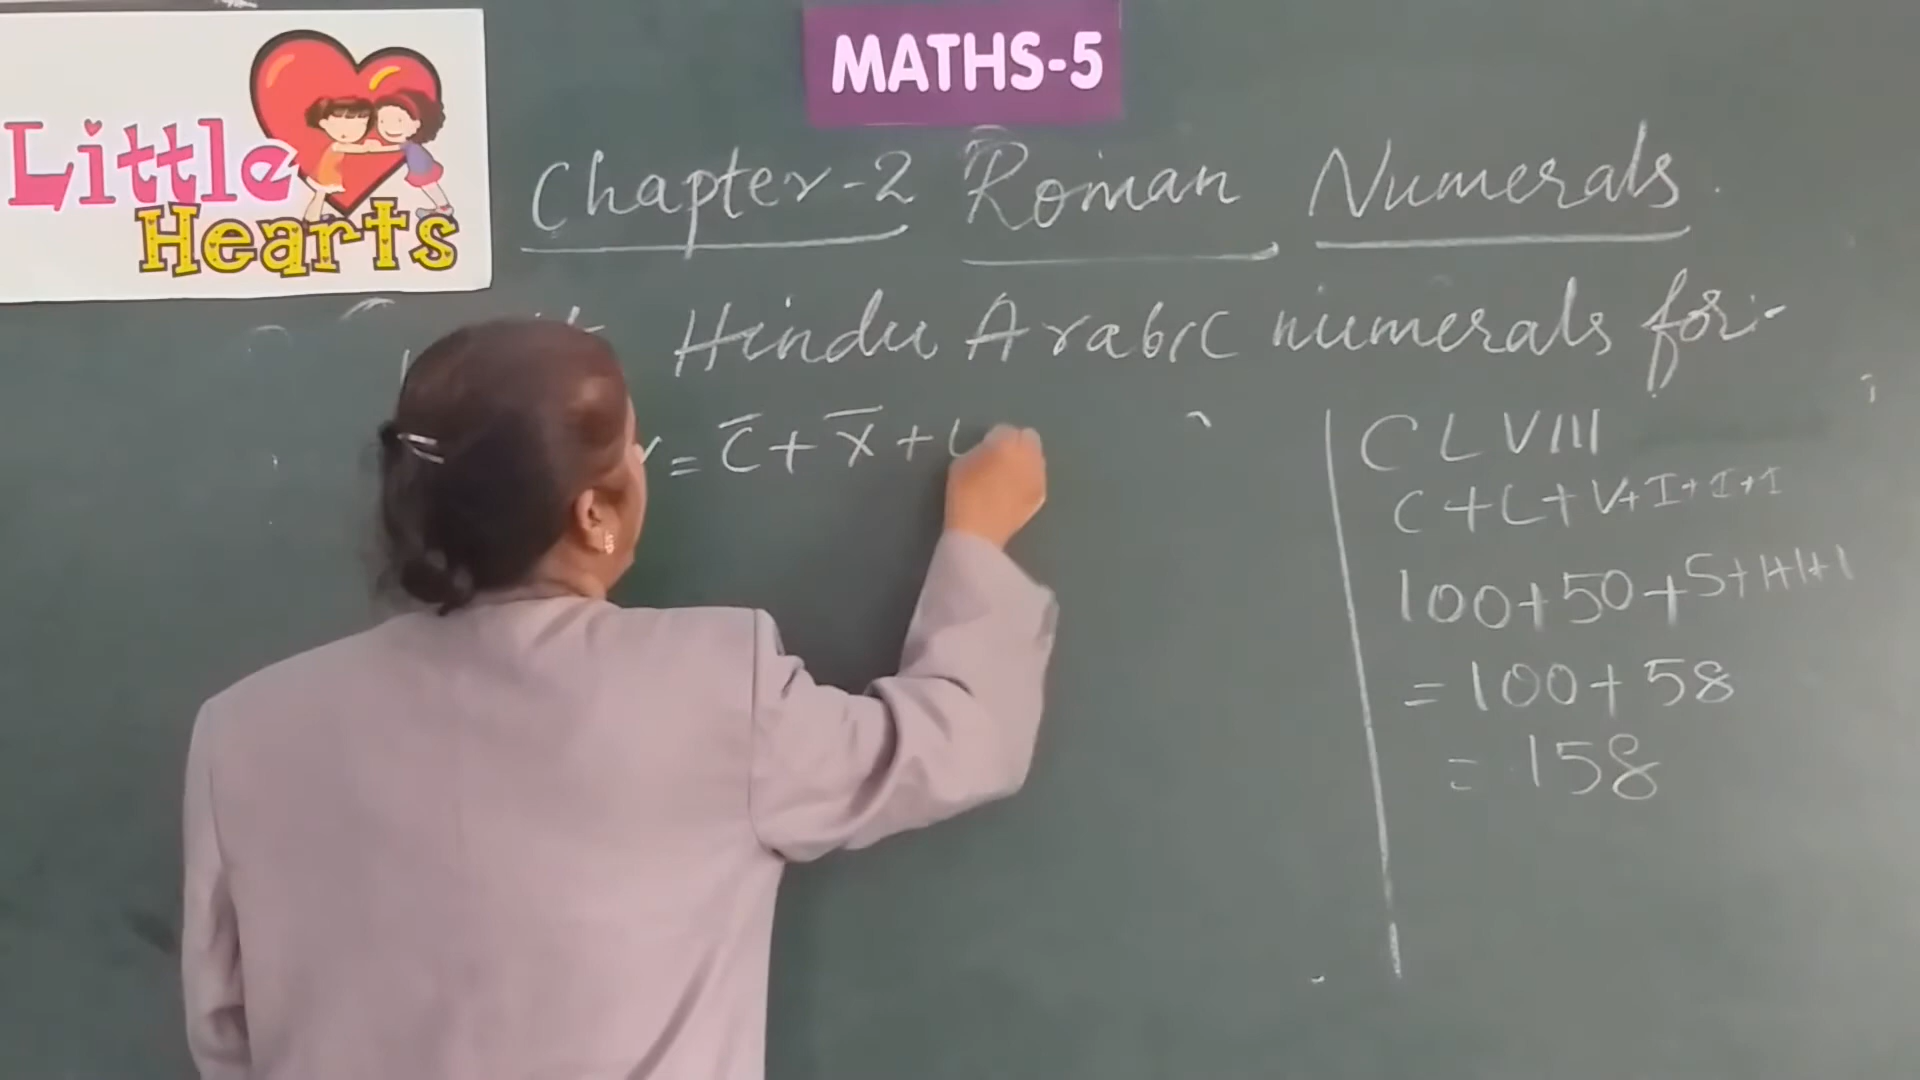 Little
Hearts
MATHS-5
Chapter-2 Roman Numerals
Hindu Arabic numerals for:-
= C̅ + X̅ +
CLVIII
C+L+V+I+I+I
100+50+5+1+1+1
= 100+58
= 158